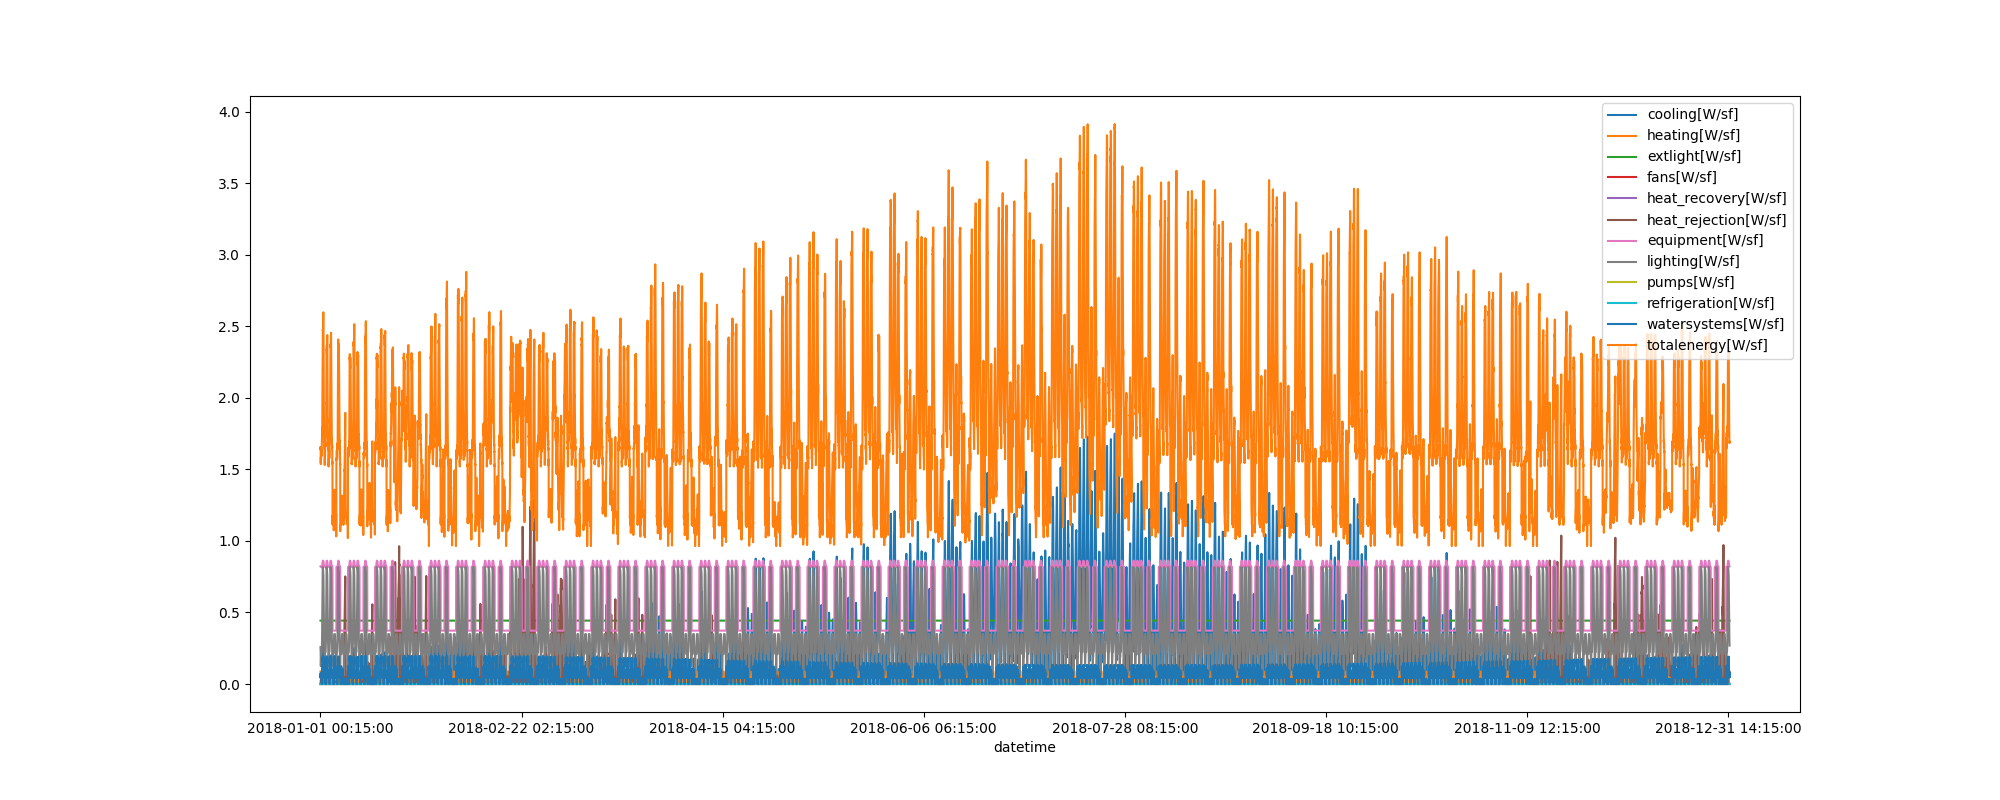 4.0
3.5
3.0
2.5
2.0
1.5
1.0
0.5
0.0
cooling[W/sf]
heating[W/sf]
extlight[W/sf]
fans[W/sf]
heat_recovery[W/sf]
heat_rejection[W/sf]
equipment[W/sf]
lighting[W/sf]
pumps[W/sf]
refrigeration[W/sf]
watersystems[W/sf]
totalenergy[W/sf]
2018-01-01 00:15:00 2018-02-22 02:15:00 2018-04-15 04:15:00 2018-06-06 06:15:00 2018-07-28 08:15:00 2018-09-18 10:15:00 2018-11-09 12:15:00 2018-12-31 14:15:00
datetime